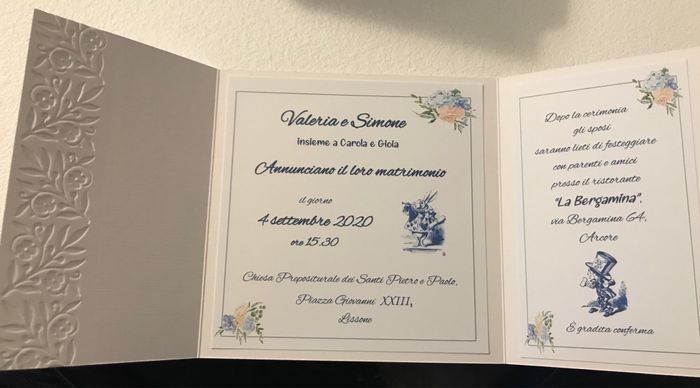 Valeria e Simone
insieme a Carola e Gioia
Annunciano il loro matrimonio
il giorno
4 settembre 2020
ore 15,30
Chiesa Prepositurale dei Santi Pietro e Paolo,
Piazza Giovanni XXIII,
Lissone
Dopo la cerimonia
gli sposi
saranno lieti di festeggiare
con parenti e amici
presso il ristorante
"La Bergamina",
via Bergamina 6A,
Arcore
È gradita conferma